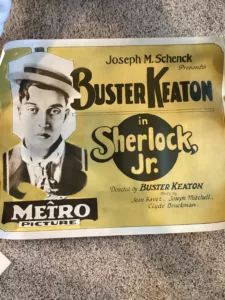 Joseph M. Schenck
Presents
BUSTER KEATON
in
Sherlock,
Jr.
Directed by BUSTER KEATON
Story by
Jean Havez, Joseph Mitchell,
Clyde Bruckman.
METRO
PICTURE